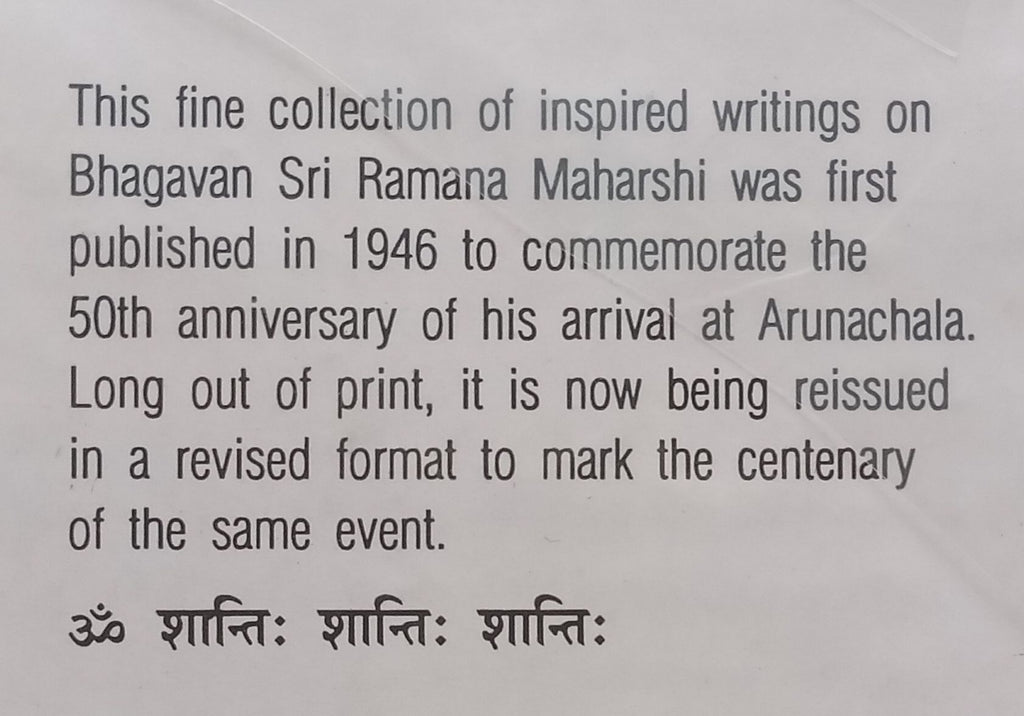 This fine collection of inspired writings on
Bhagavan Sri Ramana Maharshi was first
published in 1946 to commemorate the
50th anniversary of his arrival at Arunachala.
Long out of print, it is now being reissued
in a revised format to mark the centenary
of the same event.
ॐ शान्तिः शान्तिः शान्तिः